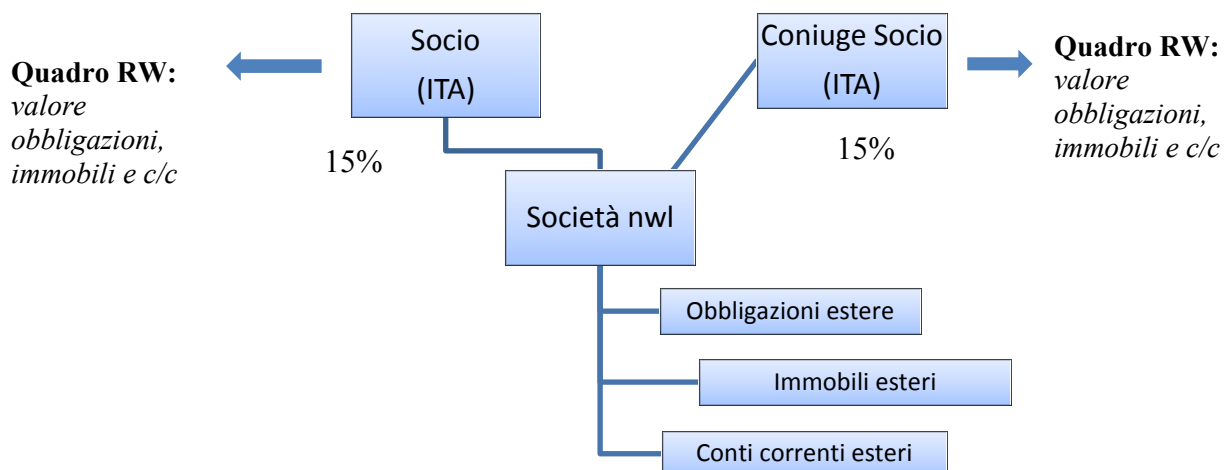 Quadro RW:
valore
obbligazioni,
immobili e c/c
Socio
(ITA)
15%
Coniuge Socio
(ITA)
15%
Quadro RW:
valore
obbligazioni,
immobili e c/c
Società nwl
Obbligazioni estere
Immobili esteri
Conti correnti esteri